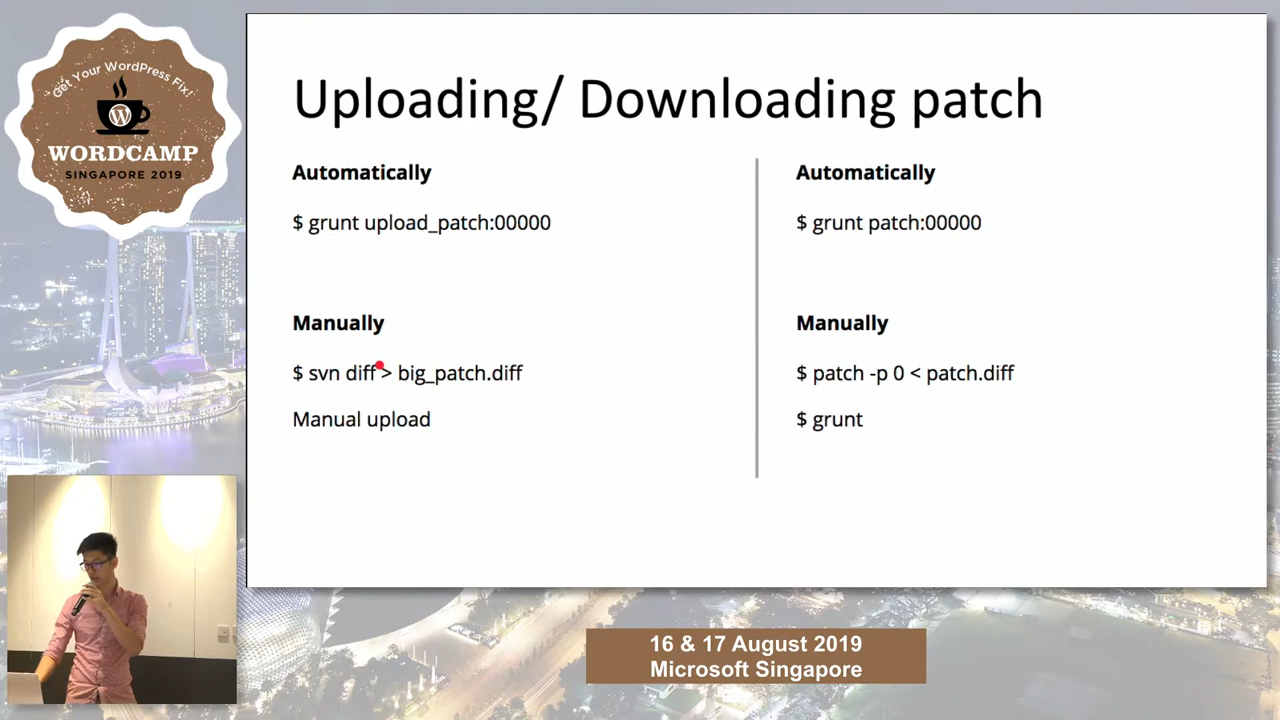 Get Your WordPress Fix!
WORDCAMP
SINGAPORE 2019
Uploading/ Downloading patch
Automatically
$ grunt upload_patch:00000
Manually
$ svn diff > big_patch.diff
Manual upload
Automatically
$ grunt patch:00000
Manually
$ patch -p 0 < patch.diff
$ grunt
16 & 17 August 2019
Microsoft Singapore